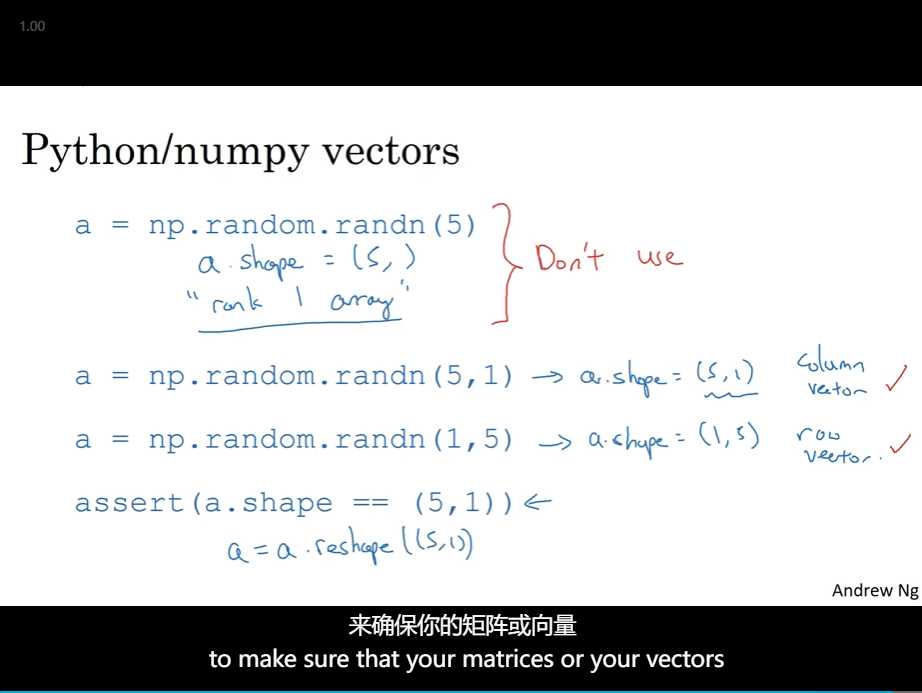 1.00
Python/numpy vectors
a = np.random.randn(5)
a.shape = (5,)
"rank 1 array"
Don't use
a = np.random.randn(5,1) → a.shape = (5,1) column vector ✓
a = np.random.randn(1,5) → a.shape = (1,5) row vector. ✓
assert(a.shape == (5,1)) ←
a = a.reshape((5,1))
Andrew Ng
来确保你的矩阵或向量
to make sure that your matrices or your vectors